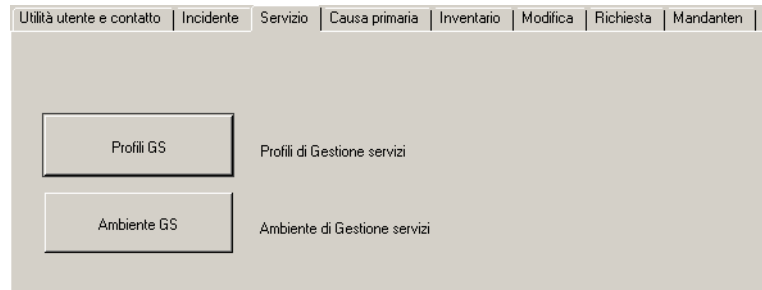 Utilità utente e contatto Incidente Servizio Causa primaria Inventario Modifica Richiesta Mandanten
Profili GS Profili di Gestione servizi
Ambiente GS Ambiente di Gestione servizi